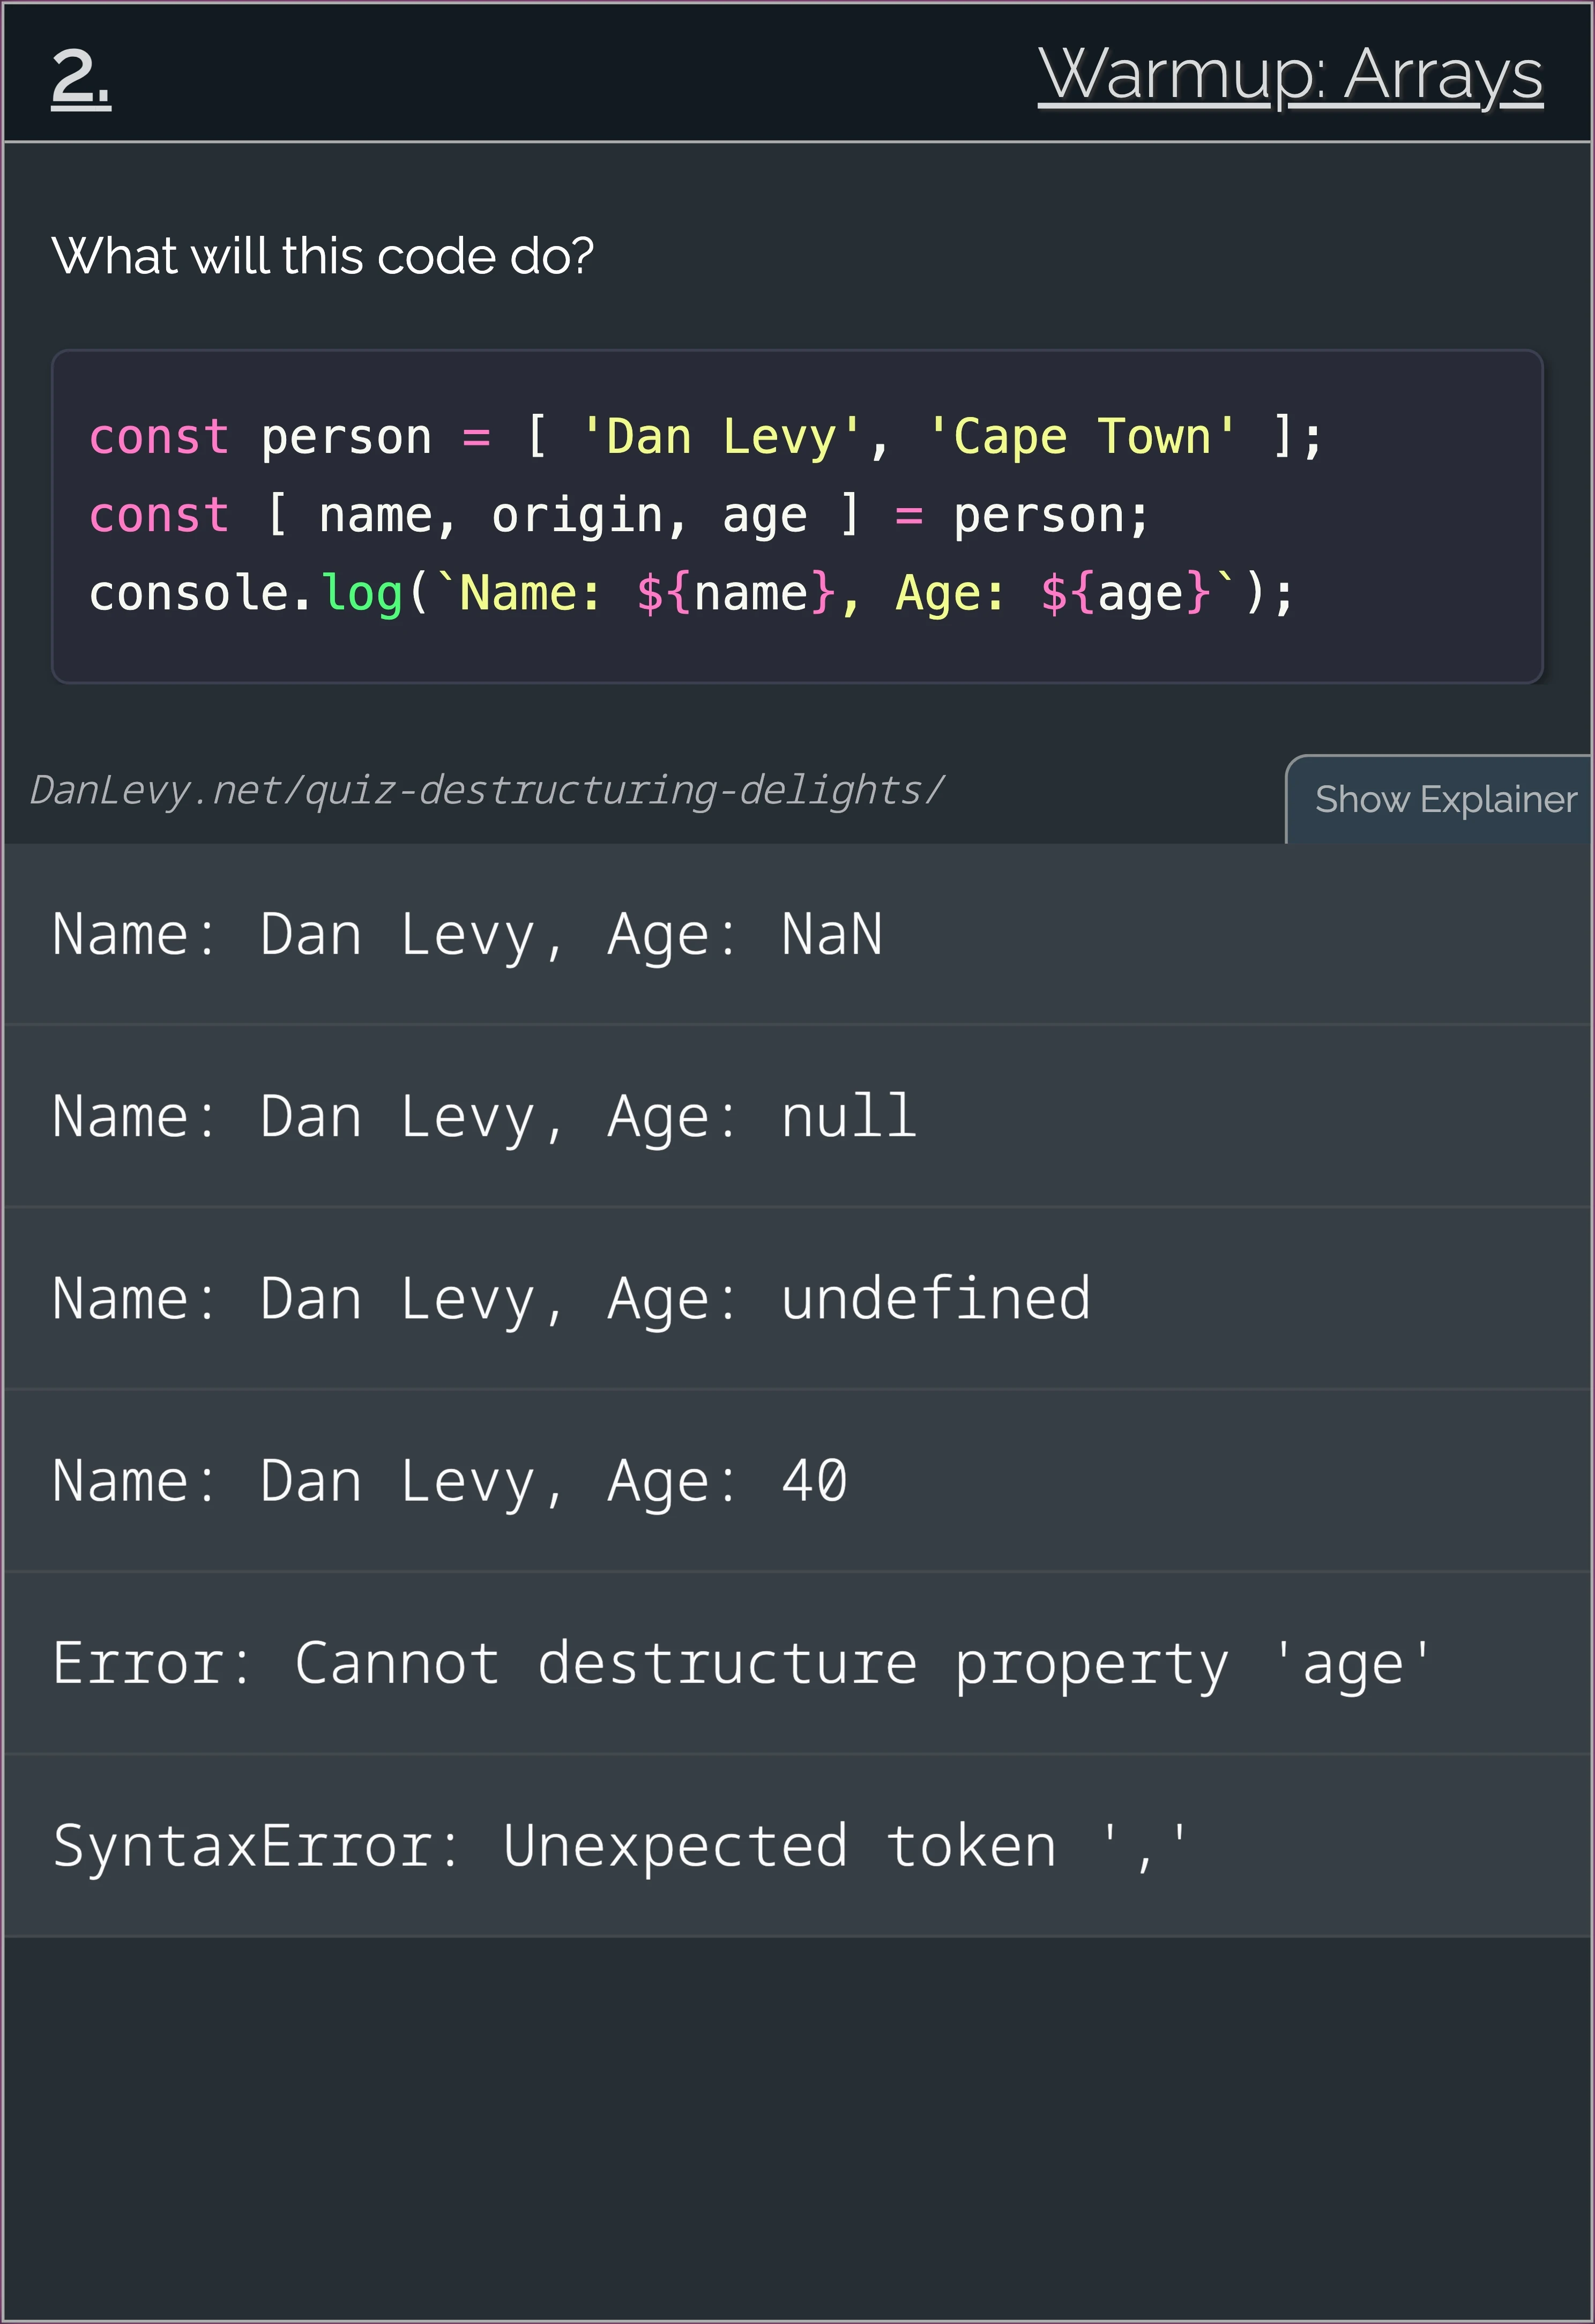 2.
Warmup: Arrays
What will this code do?
const person = [ 'Dan Levy', 'Cape Town' ];
const [ name, origin, age ] = person;
console.log(`Name: ${name}, Age: ${age}`);
DanLevy.net/quiz-destructuring-delights/
Show Explainer
Name: Dan Levy, Age: NaN
Name: Dan Levy, Age: null
Name: Dan Levy, Age: undefined
Name: Dan Levy, Age: 40
Error: Cannot destructure property 'age'
SyntaxError: Unexpected token ','